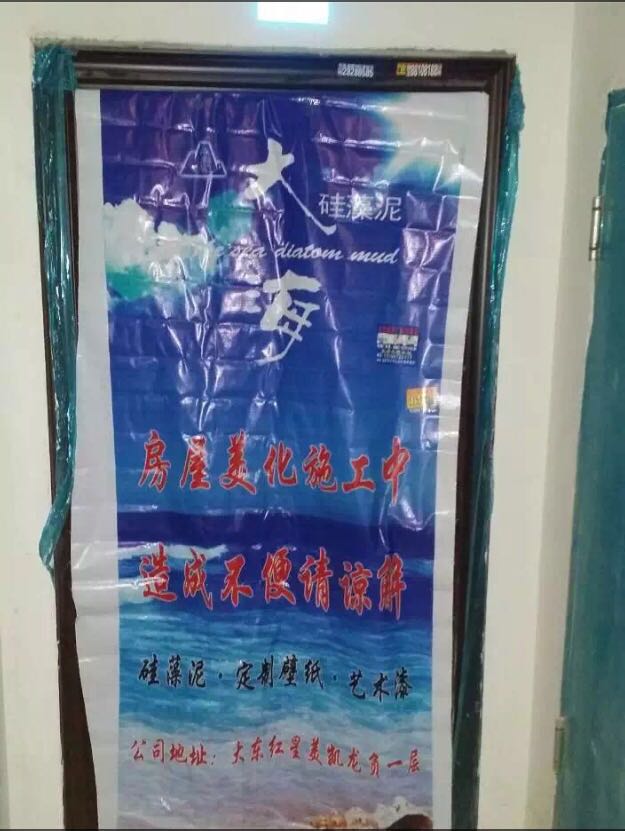 大海
硅藻泥
sea diatom mud
房屋美化施工中
造成不便请谅解
硅藻泥·定制壁纸·艺术漆
公司地址：大东红星美凯龙负一层